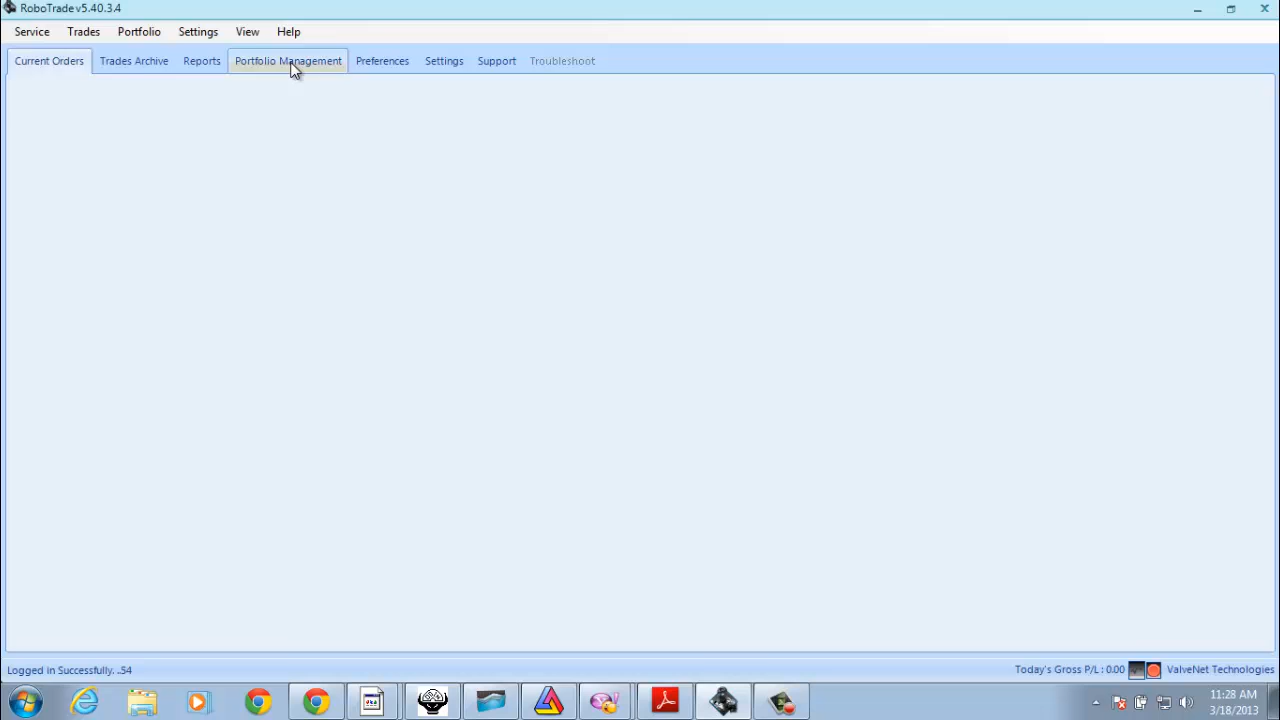 RoboTrade v5.40.3.4
Service Trades Portfolio Settings View Help
Current Orders Trades Archive Reports Portfolio Management Preferences Settings Support Troubleshoot
Logged in Successfully. ..54 Today's Gross P/L : 0.00 ValveNet Technologies
11:28 AM
3/18/2013